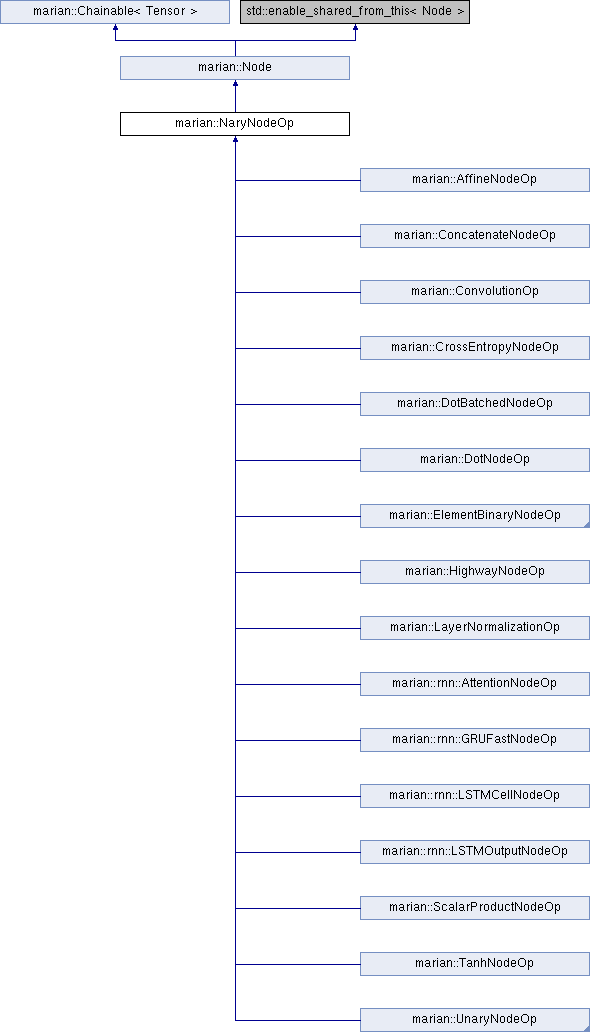 marian::Chainable< Tensor >
std::enable_shared_from_this< Node >
marian::Node
marian::NaryNodeOp
marian::AffineNodeOp
marian::ConcatenateNodeOp
marian::ConvolutionOp
marian::CrossEntropyNodeOp
marian::DotBatchedNodeOp
marian::DotNodeOp
marian::ElementBinaryNodeOp
marian::HighwayNodeOp
marian::LayerNormalizationOp
marian::rnn::AttentionNodeOp
marian::rnn::GRUFastNodeOp
marian::rnn::LSTMCellNodeOp
marian::rnn::LSTMOutputNodeOp
marian::ScalarProductNodeOp
marian::TanhNodeOp
marian::UnaryNodeOp